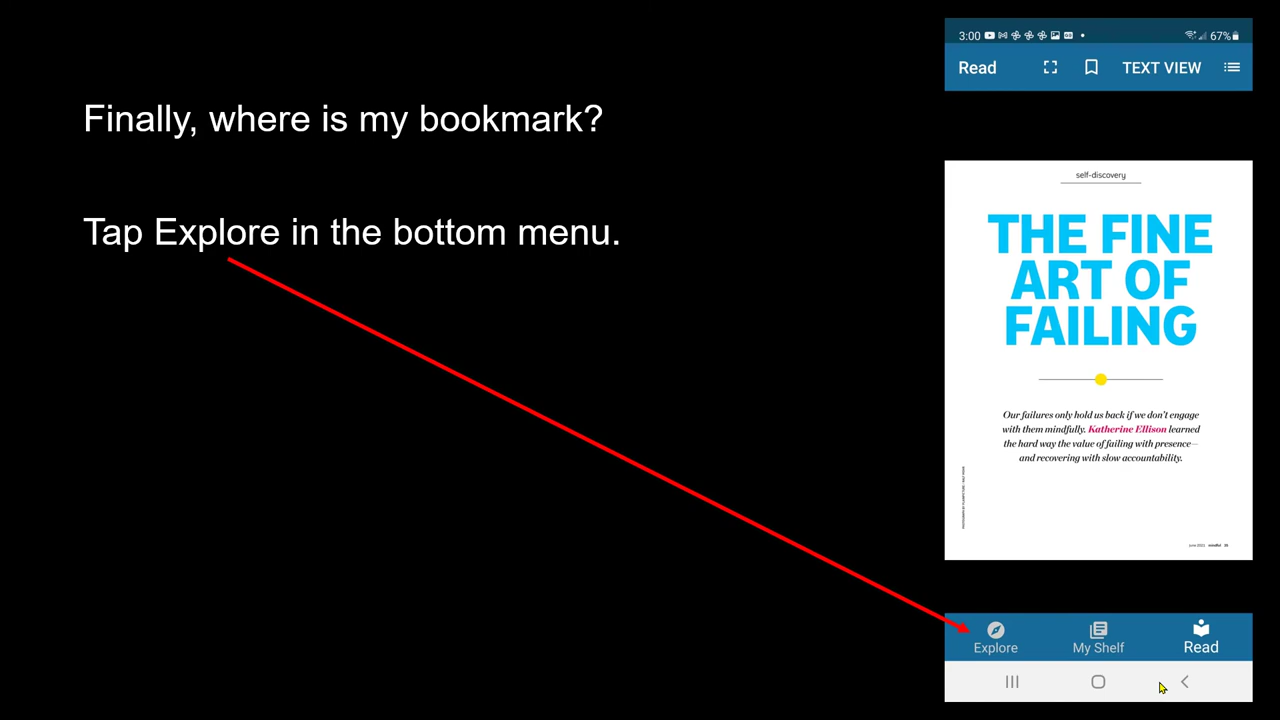 Finally, where is my bookmark?
Tap Explore in the bottom menu.
3:00
67%
Read
TEXT VIEW
self-discovery
THE FINE
ART OF
FAILING
Our failures only hold us back if we don't engage
with them mindfully. Katherine Ellison learned
the hard way the value of failing with presence—
and recovering with slow accountability.
Explore
My Shelf
Read